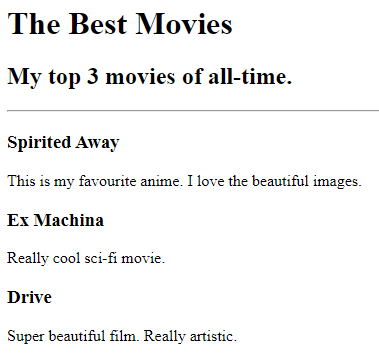 The Best Movies
My top 3 movies of all-time.
Spirited Away
This is my favourite anime. I love the beautiful images.
Ex Machina
Really cool sci-fi movie.
Drive
Super beautiful film. Really artistic.